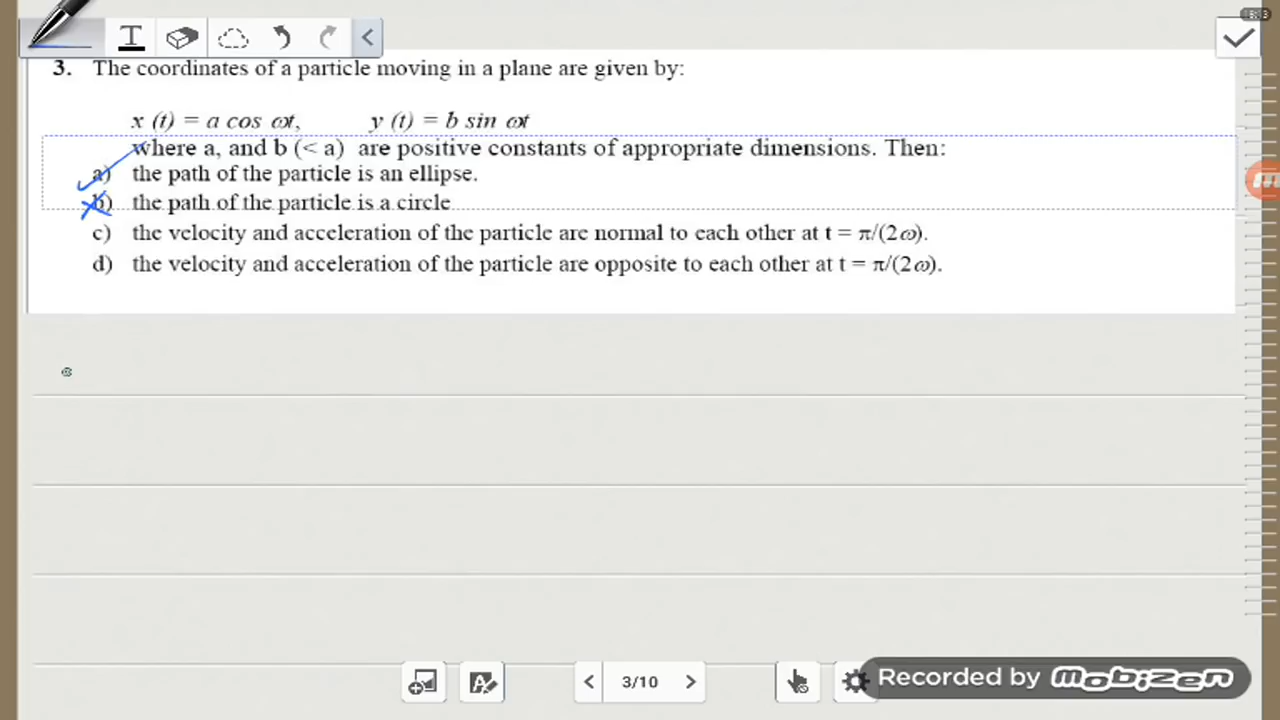 15:13
T
3. The coordinates of a particle moving in a plane are given by:
x (t) = a cos ωt, y (t) = b sin ωt
where a, and b (< a) are positive constants of appropriate dimensions. Then:
a) the path of the particle is an ellipse.
b) the path of the particle is a circle
c) the velocity and acceleration of the particle are normal to each other at t = π/(2ω).
d) the velocity and acceleration of the particle are opposite to each other at t = π/(2ω).
A
< 3/10 >
Recorded by mobizen